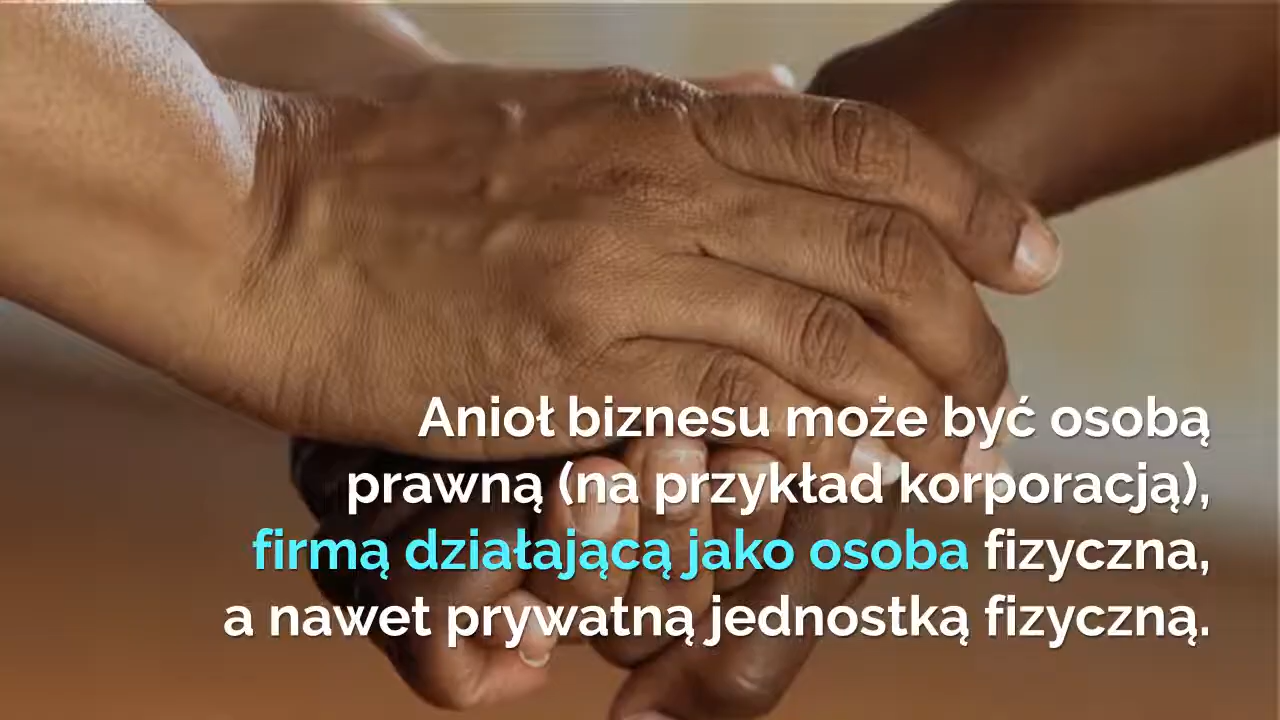 Anioł biznesu może być osobą
prawną (na przykład korporacją),
firmą działającą jako osoba fizyczna,
a nawet prywatną jednostką fizyczną.